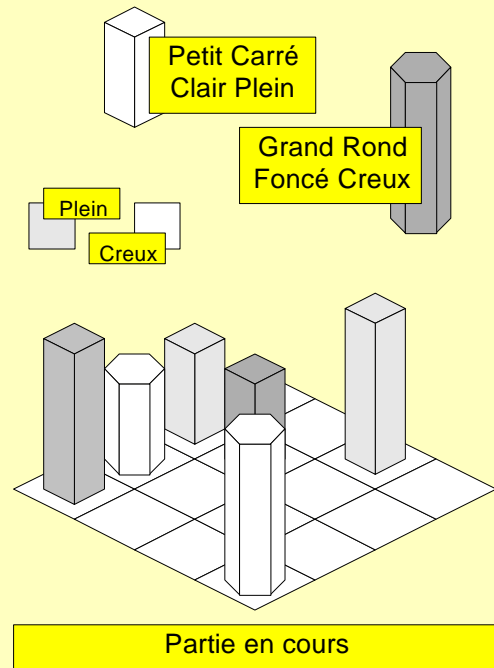 Petit Carré
Clair Plein
Grand Rond
Foncé Creux
Plein
Creux
Partie en cours